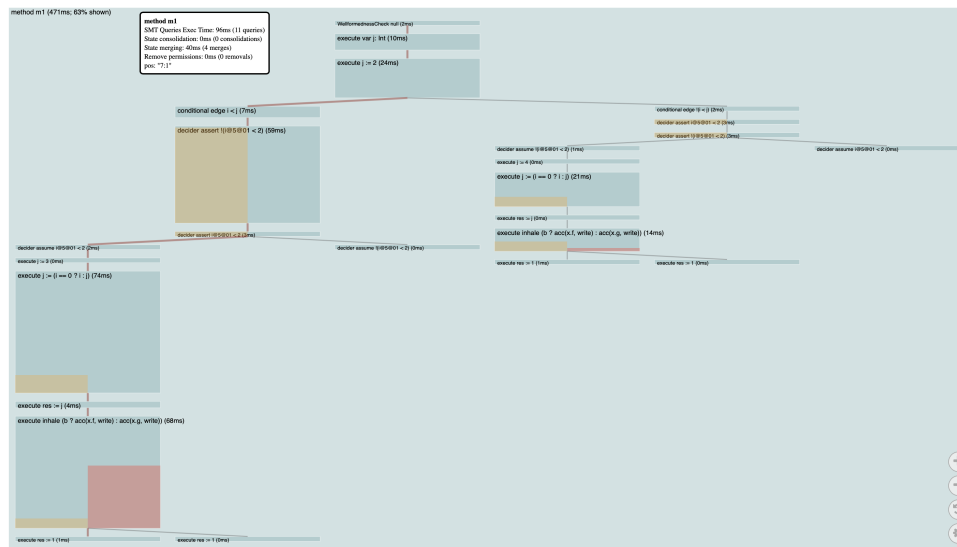 method m1 (471ms; 63% shown)
method m1
SMT Queries Exec Time: 96ms (11 queries)
State consolidation: 0ms (0 consolidations)
State merging: 40ms (4 merges)
Remove permissions: 0ms (0 removals)
pos: "7:1"
WellformednessCheck null (2ms)
execute var j: Int (10ms)
execute j := 2 (24ms)
conditional edge i < j (7ms)
conditional edge !(i < j) (2ms)
decider assert i@5@01 < 2 (3ms)
decider assert !(i@5@01 < 2) (59ms)
decider assert !(i@5@01 < 2) (3ms)
decider assume !(i@5@01 < 2) (1ms)
decider assume i@5@01 < 2 (0ms)
execute j := 4 (0ms)
execute j := (i == 0 ? i : j) (21ms)
execute res := j (0ms)
decider assert i@5@01 < 2 (2ms)
execute inhale (b ? acc(x.f, write) : acc(x.g, write)) (14ms)
decider assume i@5@01 < 2 (2ms)
decider assume !(i@5@01 < 2) (0ms)
execute j := 3 (0ms)
execute res := 1 (1ms)
execute res := 1 (0ms)
execute j := (i == 0 ? i : j) (74ms)
execute res := j (4ms)
execute inhale (b ? acc(x.f, write) : acc(x.g, write)) (68ms)
execute res := 1 (1ms)
execute res := 1 (0ms)